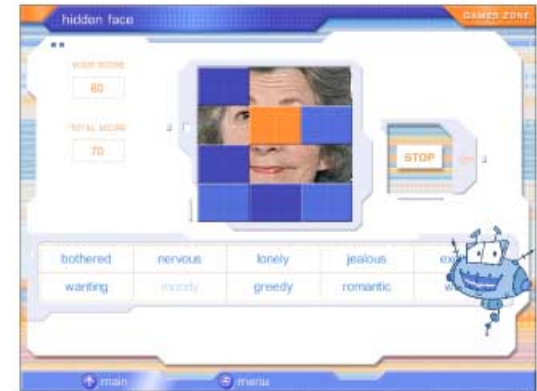 hidden face
GAMES ZONE
YOUR SCORE
60
TOTAL SCORE
70
STOP
bothered nervous lonely jealous
wanting moody greedy romantic
main menu